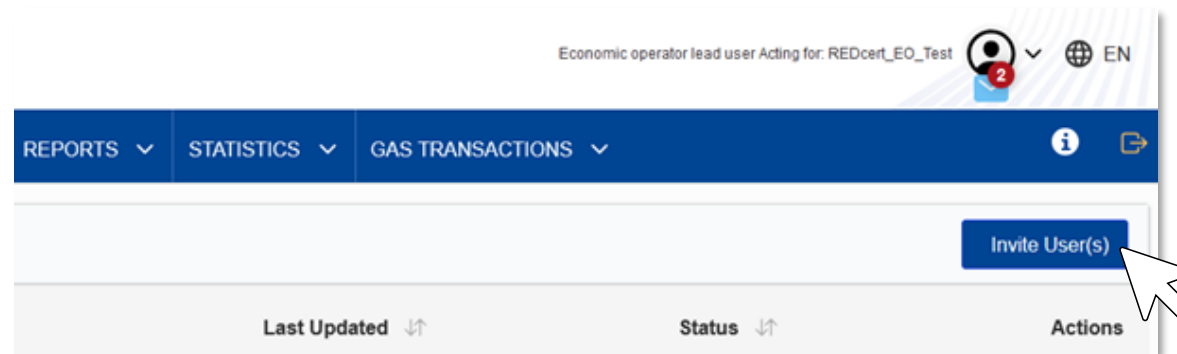 Economic operator lead user Acting for: REDcert_EO_Test
2
EN
REPORTS STATISTICS GAS TRANSACTIONS
i
Invite User(s)
Last Updated Status Actions